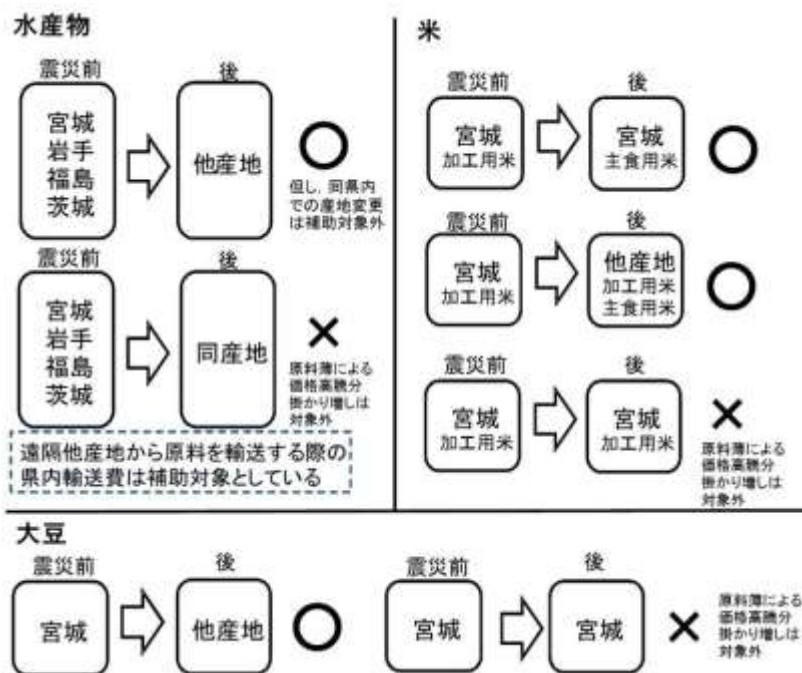 水産物
震災前
後
宮城
岩手
福島
茨城
他産地
但し，同県内
での産地変更
は補助対象外
震災前
後
宮城
岩手
福島
茨城
同産地
原料薄による
価格高騰分
掛かり増しは
対象外
遠隔他産地から原料を輸送する際の
県内輸送費は補助対象としている
米
震災前
後
宮城
加工用米
宮城
主食用米
震災前
後
宮城
加工用米
他産地
加工用米
主食用米
震災前
後
宮城
加工用米
宮城
加工用米
原料薄による
価格高騰分
掛かり増しは
対象外
大豆
震災前
後
宮城
他産地
震災前
後
宮城
宮城
原料薄による
価格高騰分
掛かり増しは
対象外